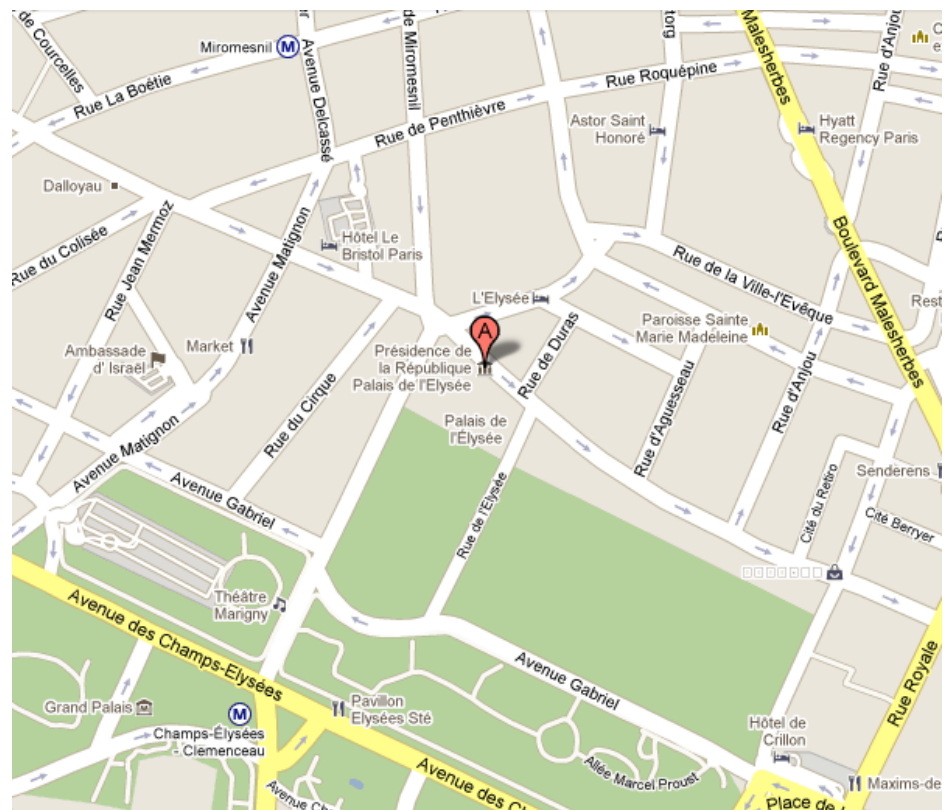 de Courcelles
Miromesnil
Avenue Delcassé
de Miromesnil
torg
Malesherbes
Rue d'Anjou
C
e
Rue La Boétie
Rue Roquépine
Rue de Penthièvre
Astor Saint
Honoré
Hyatt
Regency Paris
Dalloyau
Rue du Colisée
Rue Jean Mermoz
Avenue Matignon
Hôtel Le
Bristol Paris
Rue de la Ville-l'Evêque
Boulevard Malesherbes
L'Elysée
Rest
A
Paroisse Sainte
Marie Madeleine
Ambassade
d' Israël
Market
Présidence de
la République
Palais de l'Elysée
Rue de Duras
Rue d'Anjou
Rue du Cirque
Rue d'Aguesseau
Palais de
l'Élysée
Avenue Matignon
Avenue Gabriel
Rue de l'Elysée
Cité du Retiro
Senderens
Cité Berryer
Théâtre
Marigny
Avenue des Champs-Elysées
Avenue Gabriel
Rue Royale
Grand Palais
Pavillon
Elysées Sté
Champs-Élysées
- Clemenceau
Hôtel de
Crillon
Allée Marcel Proust
Avenue des C
Avenue Ch
Maxims-de
Place de